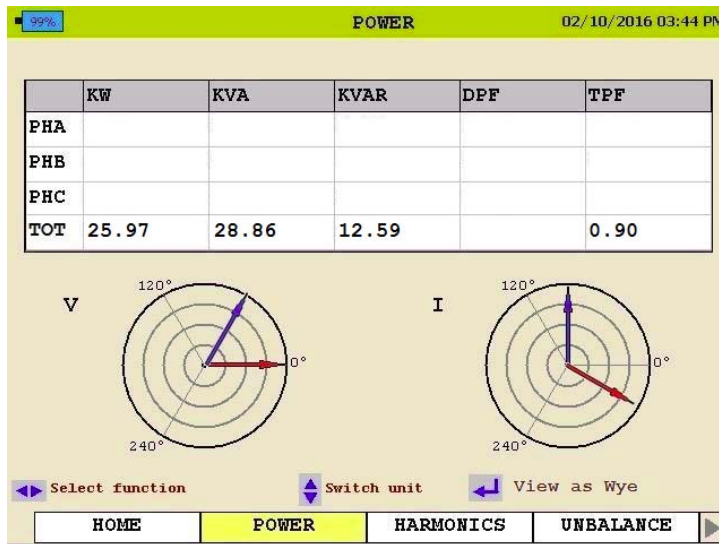 99% POWER 02/10/2016 03:44 PM
KW KVA KVAR DPF TPF
PHA
PHB
PHC
TOT 25.97 28.86 12.59 0.90
V 120° 0° 240°
I 120° 0° 240°
Select function Switch unit View as Wye
HOME POWER HARMONICS UNBALANCE